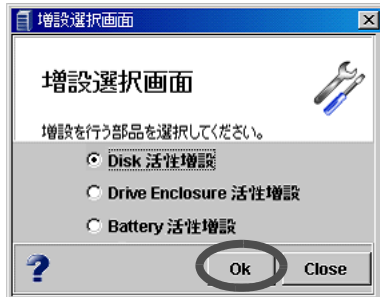 増設選択画面
増設選択画面
増設を行う部品を選択してください。
Disk 活性増設
Drive Enclosure 活性増設
Battery 活性増設
?
Ok Close